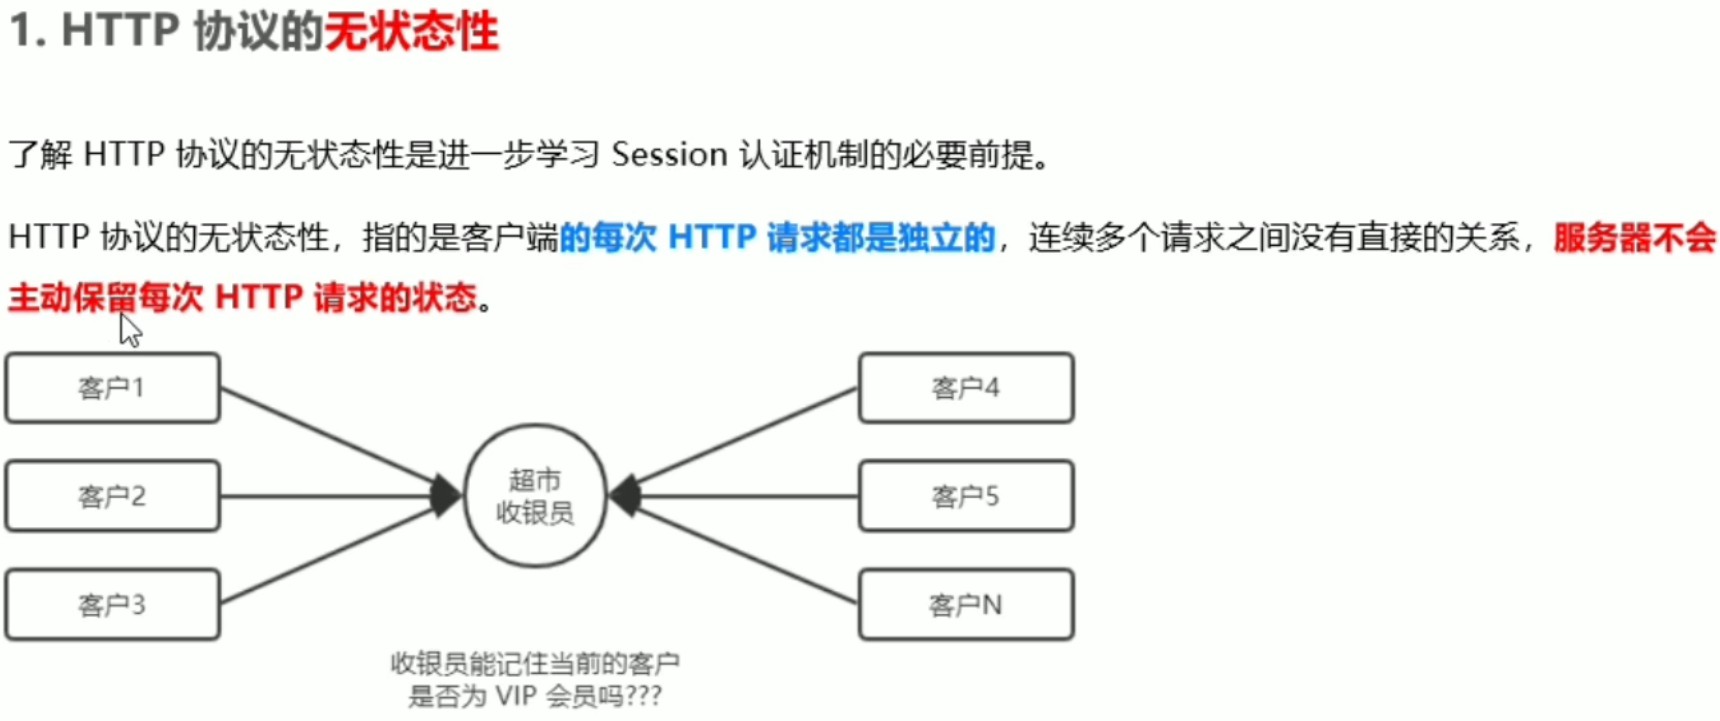 1. HTTP 协议的无状态性
了解 HTTP 协议的无状态性是进一步学习 Session 认证机制的必要前提。
HTTP 协议的无状态性，指的是客户端的每次 HTTP 请求都是独立的，连续多个请求之间没有直接的关系，服务器不会
主动保留每次 HTTP 请求的状态。
客户1
客户2
客户3
超市
收银员
客户4
客户5
客户N
收银员能记住当前的客户
是否为 VIP 会员吗???